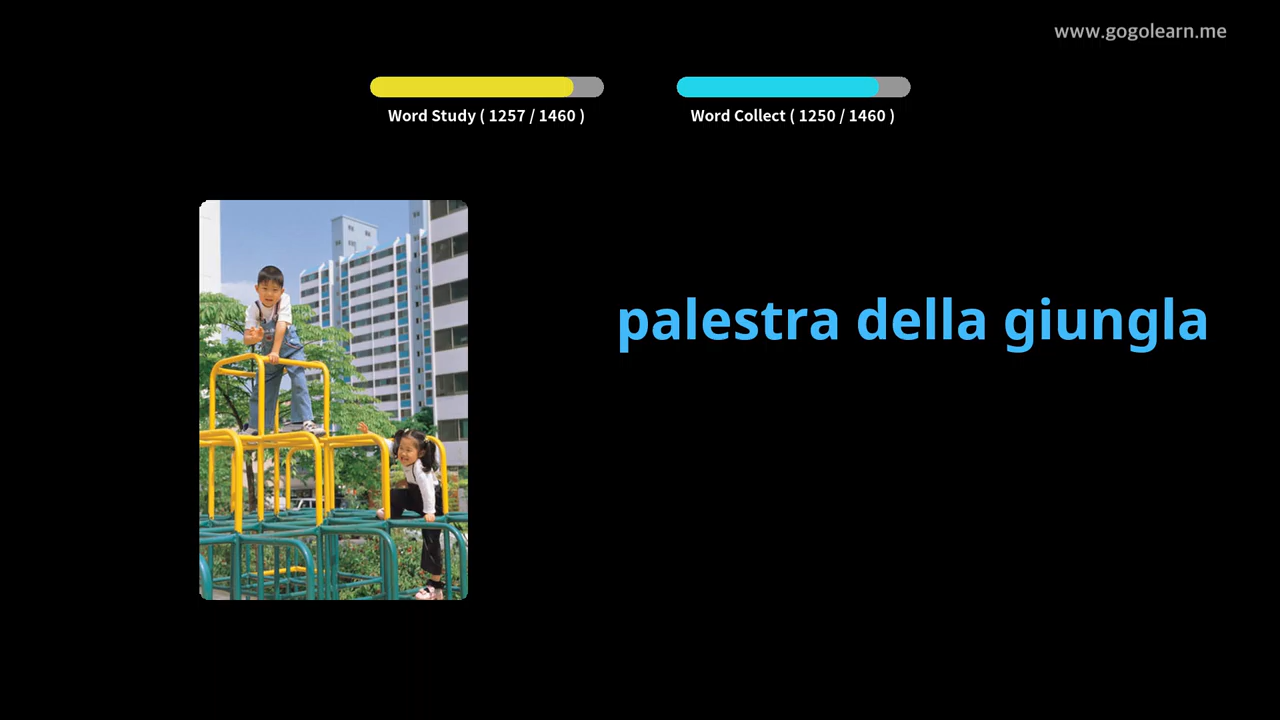 www.gogolearn.me
Word Study ( 1257 / 1460 )
Word Collect ( 1250 / 1460 )
palestra della giungla